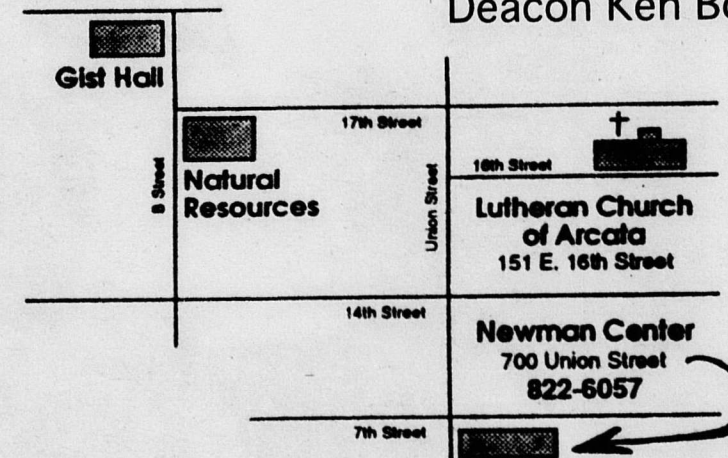 Deacon Ken
Gist Hall
17th Street
B Street
Natural
Resources
Union Street
16th Street
Lutheran Church
of Arcata
151 E. 16th Street
14th Street
Newman Center
700 Union Street
822-6057
7th Street